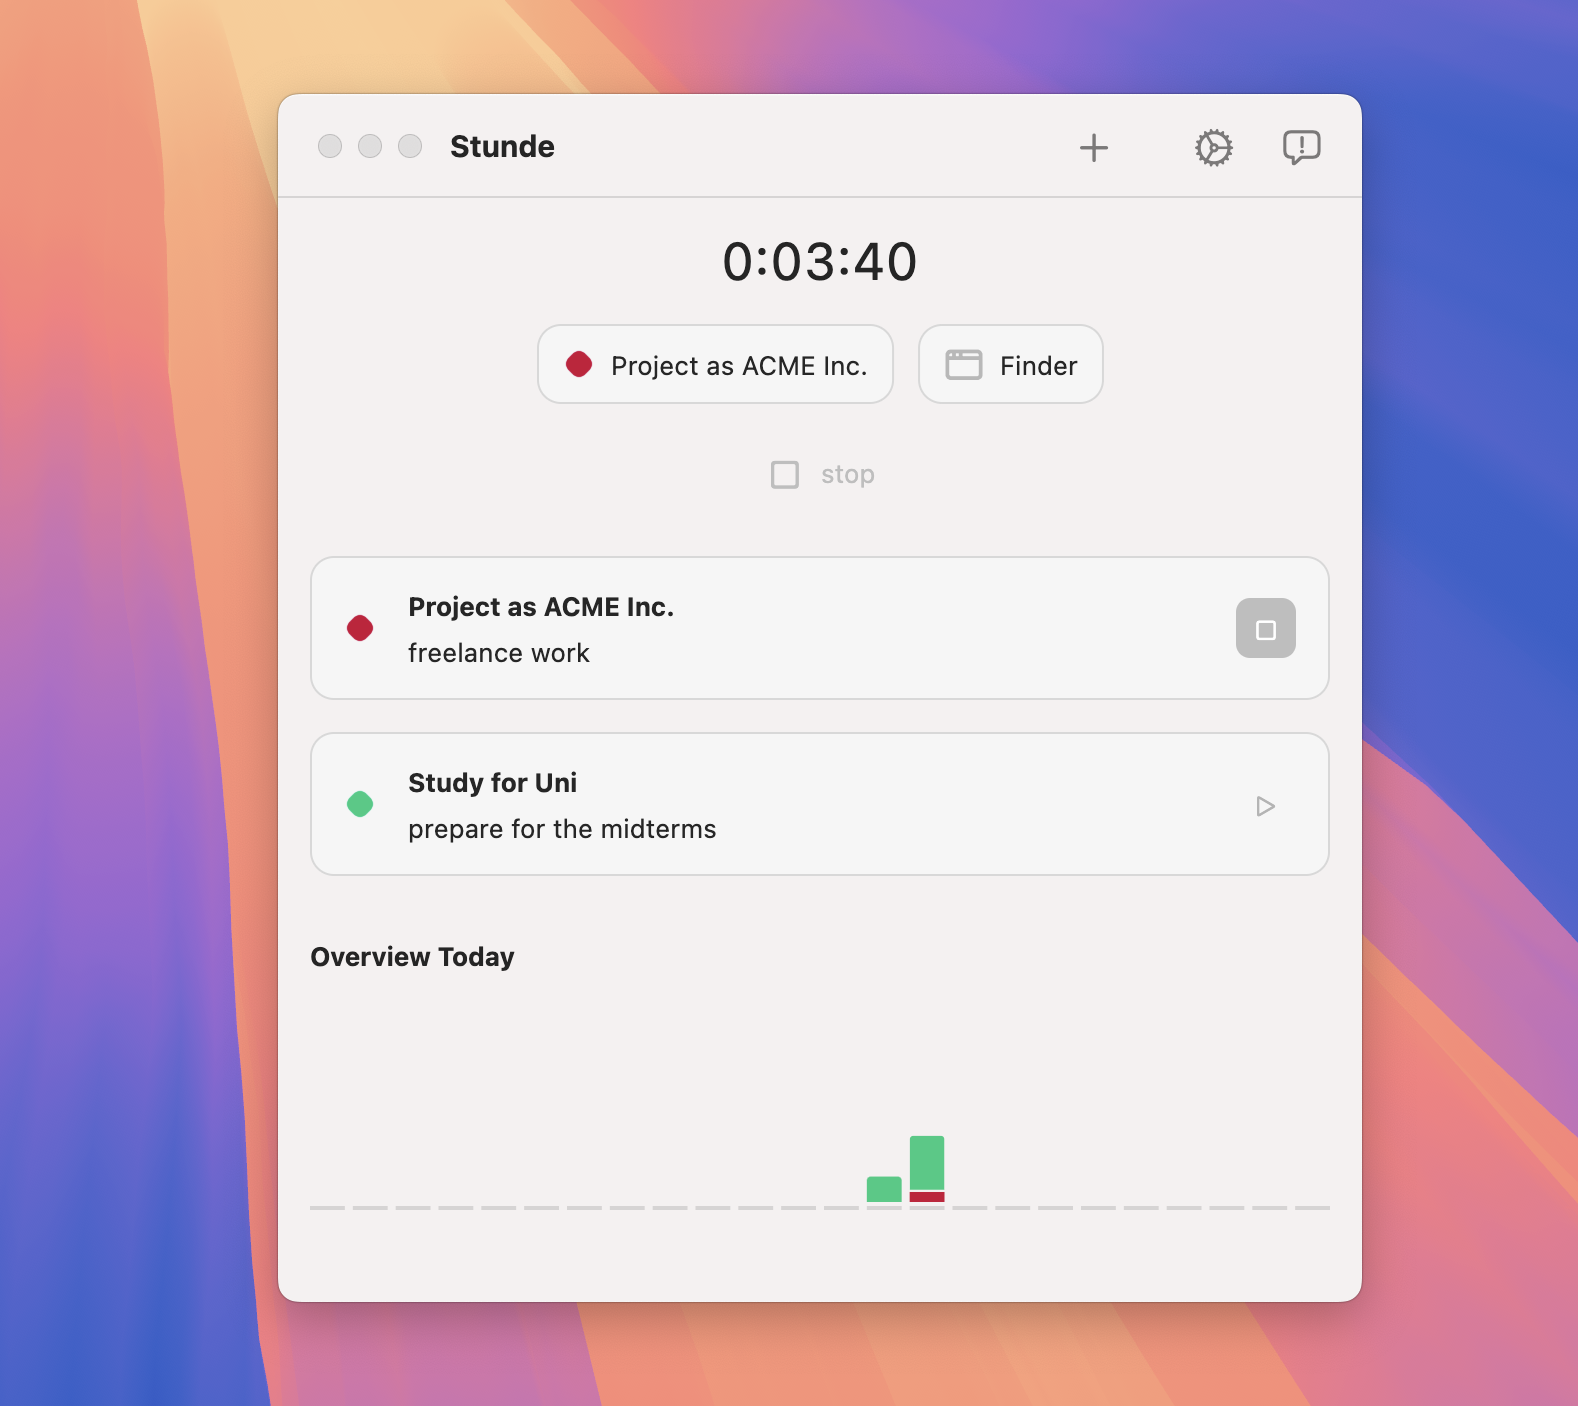 Stunde
0:03:40
Project as ACME Inc.
Finder
stop
Project as ACME Inc.
freelance work
Study for Uni
prepare for the midterms
Overview Today